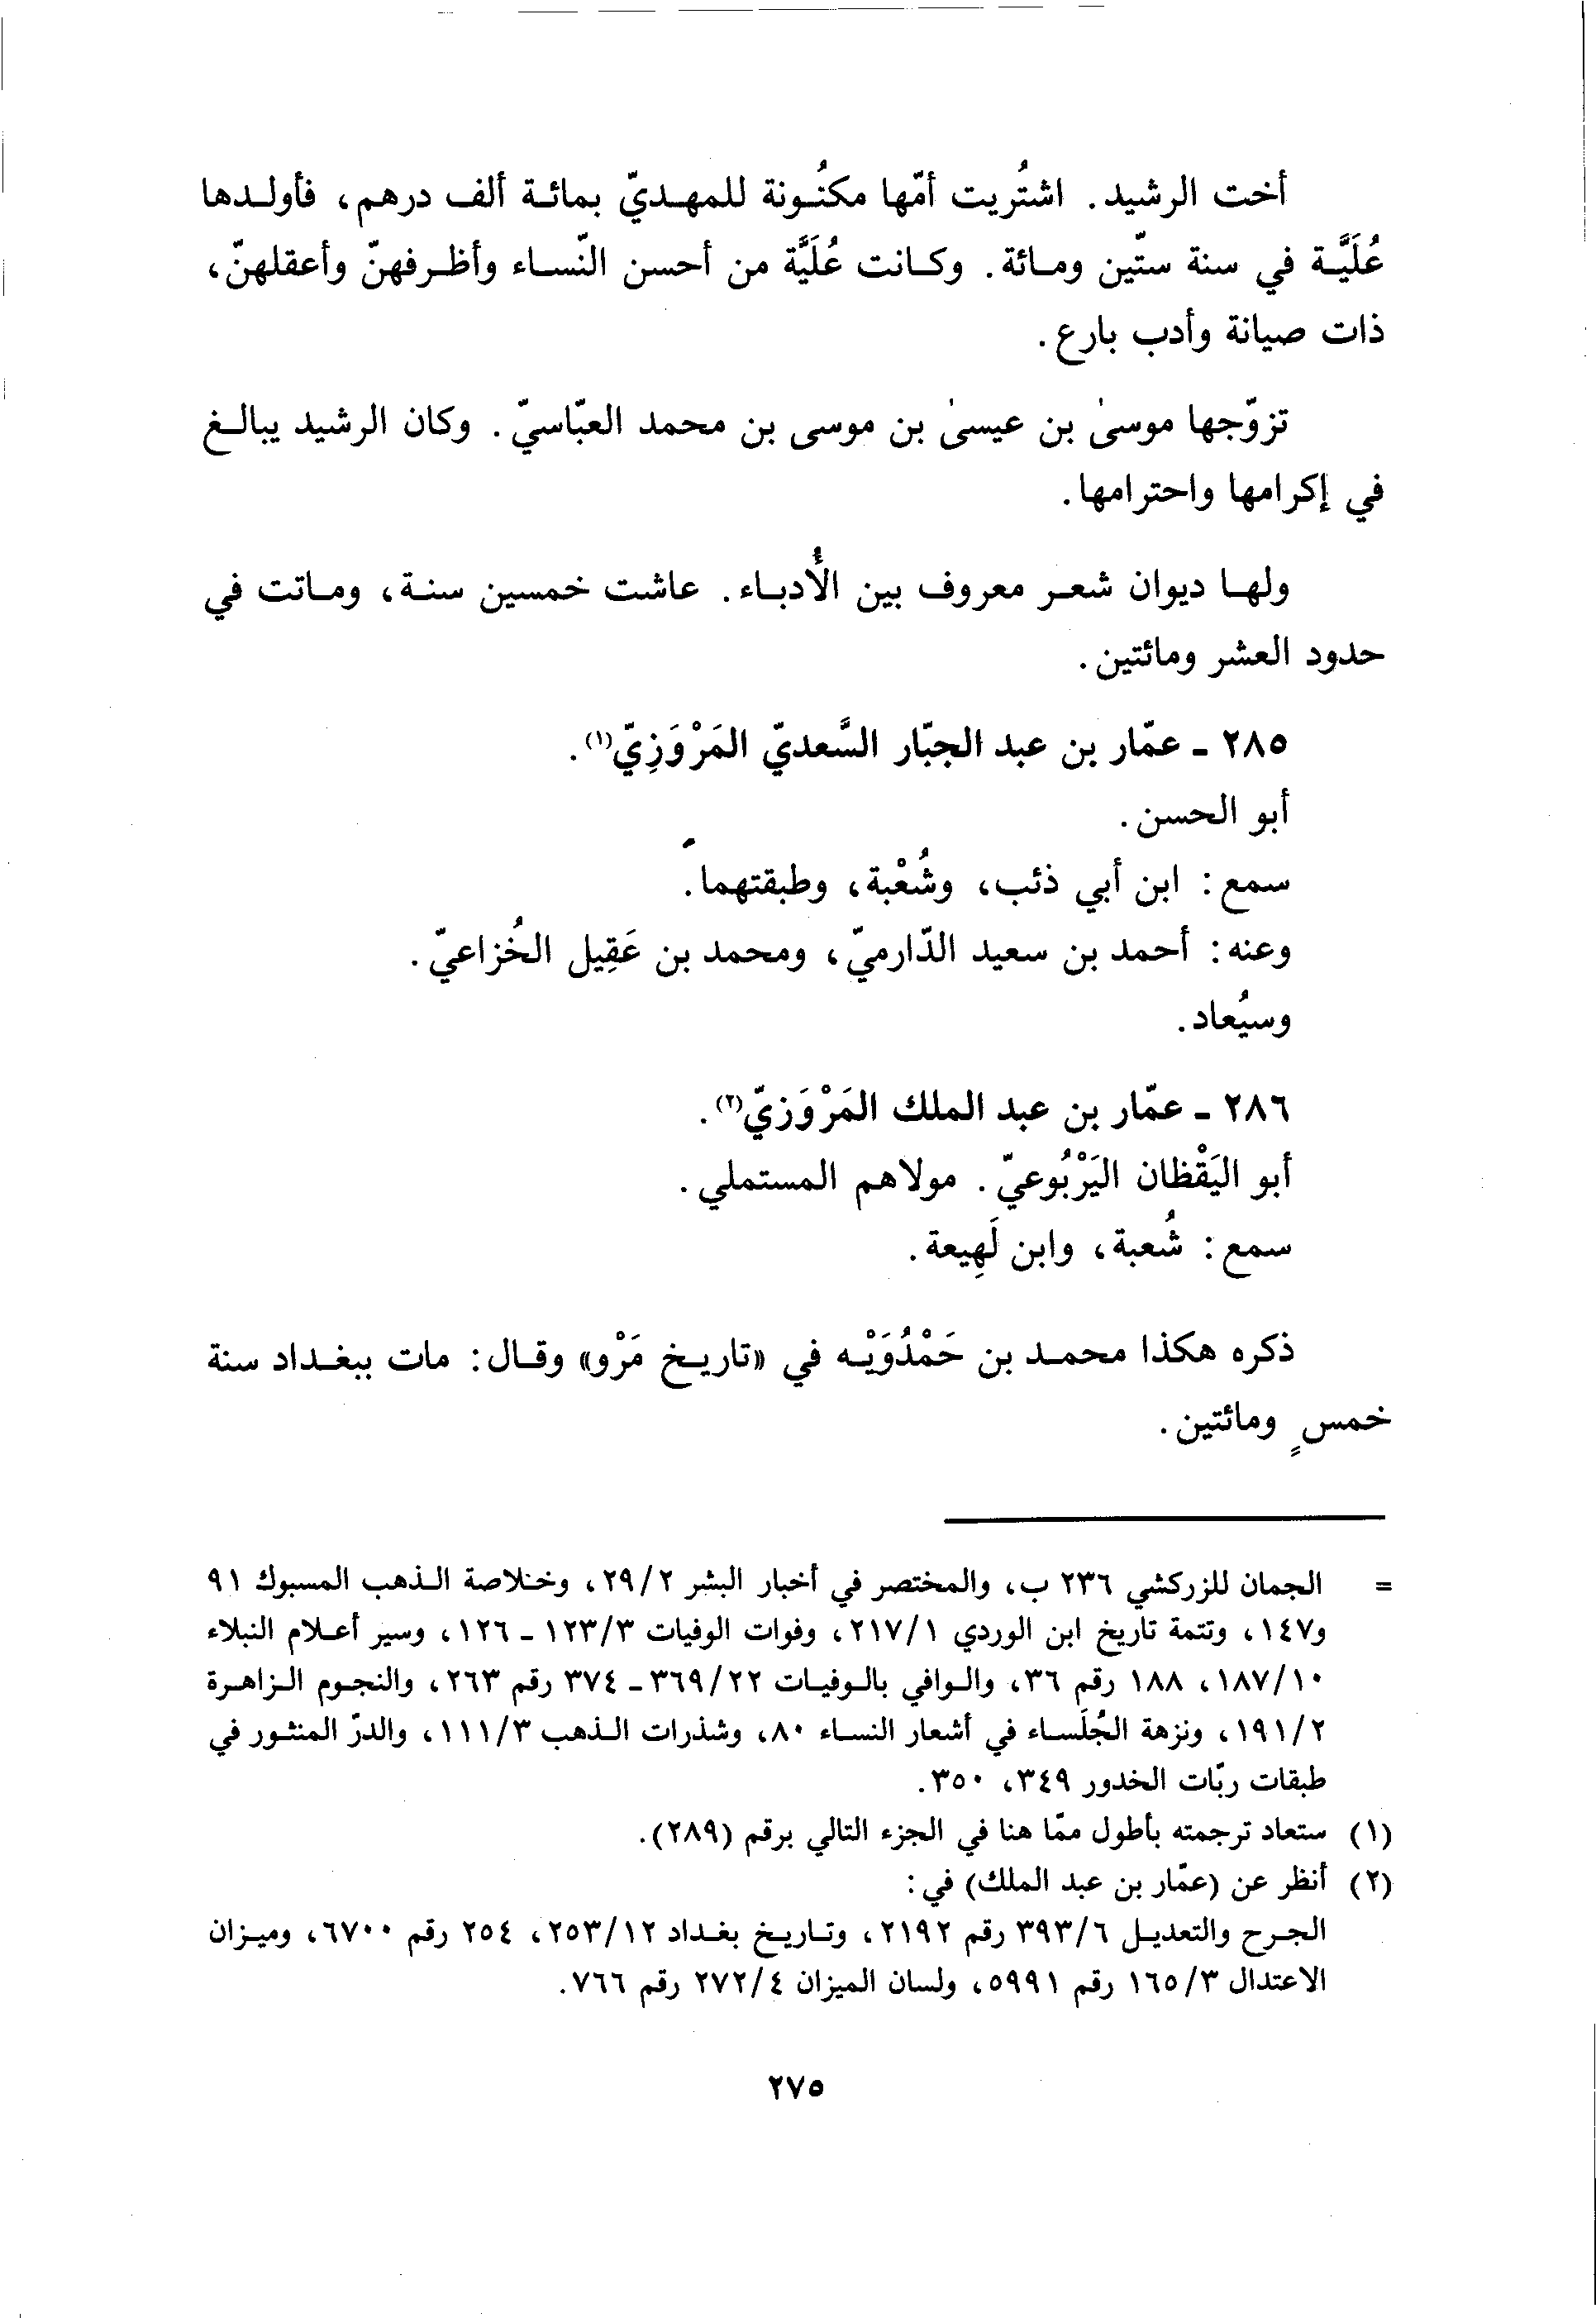 أخت الرشيد. اشتُريت أمّها مكنُونة للمهديّ بمائة ألف درهم، فأولدها
عُلَيَّة في سنة ستّين ومائة. وكانت عُلَيَّة من أحسن النّساء وأظرفهنّ وأعقلهنّ،
ذات صيانة وأدب بارع.
تزوّجها موسىٰ بن عيسىٰ بن موسى بن محمد العبّاسيّ. وكان الرشيد يبالغ
في إكرامها واحترامها.
ولها ديوان شعر معروف بين الأُدباء. عاشت خمسين سنة، وماتت في
حدود العشر ومائتين.
٢٨٥ - عمّار بن عبد الجبّار السَّعديّ المَرْوَزِيّ(١).
أبو الحسن.
سمع: ابن أبي ذئب، وشُعْبة، وطبقتهما.
وعنه: أحمد بن سعيد الدّارميّ، ومحمد بن عَقِيل الخُزاعيّ.
وسيُعاد.
٢٨٦ - عمّار بن عبد الملك المَرْوَزيّ(٢).
أبو اليَقْظان اليَرْبُوعيّ. مولاهم المستملي.
سمع: شُعبة، وابن لَهِيعة.
ذكره هكذا محمد بن حَمْدُوَيْه في «تاريخ مَرْو» وقال: مات ببغداد سنة
خمسٍ ومائتين.
= الجمان للزركشي ٢٣٦ ب، والمختصر في أخبار البشر ٢/٢٩، وخلاصة الذهب المسبوك ٩١
و١٤٧، وتتمة تاريخ ابن الوردي ١/٢١٧، وفوات الوفيات ٣/١٢٣ - ١٢٦، وسير أعلام النبلاء
١٠/١٨٧، ١٨٨ رقم ٣٦، والوافي بالوفيات ٢٢/٣٦٩ - ٣٧٤ رقم ٢٦٣، والنجوم الزاهرة
٢/١٩١، ونزهة الجُلَساء في أشعار النساء ٨٠، وشذرات الذهب ٣/١١١، والدرّ المنثور في
طبقات ربّات الخدور ٣٤٩، ٣٥٠.
(١) ستعاد ترجمته بأطول ممّا هنا في الجزء التالي برقم (٢٨٩).
(٢) أنظر عن (عمّار بن عبد الملك) في:
الجرح والتعديل ٦/٣٩٣ رقم ٢١٩٢، وتاريخ بغداد ١٢/٢٥٣، ٢٥٤ رقم ٦٧٠٠، وميزان
الاعتدال ٣/١٦٥ رقم ٥٩٩١، ولسان الميزان ٤/٢٧٢ رقم ٧٦٦.
٢٧٥